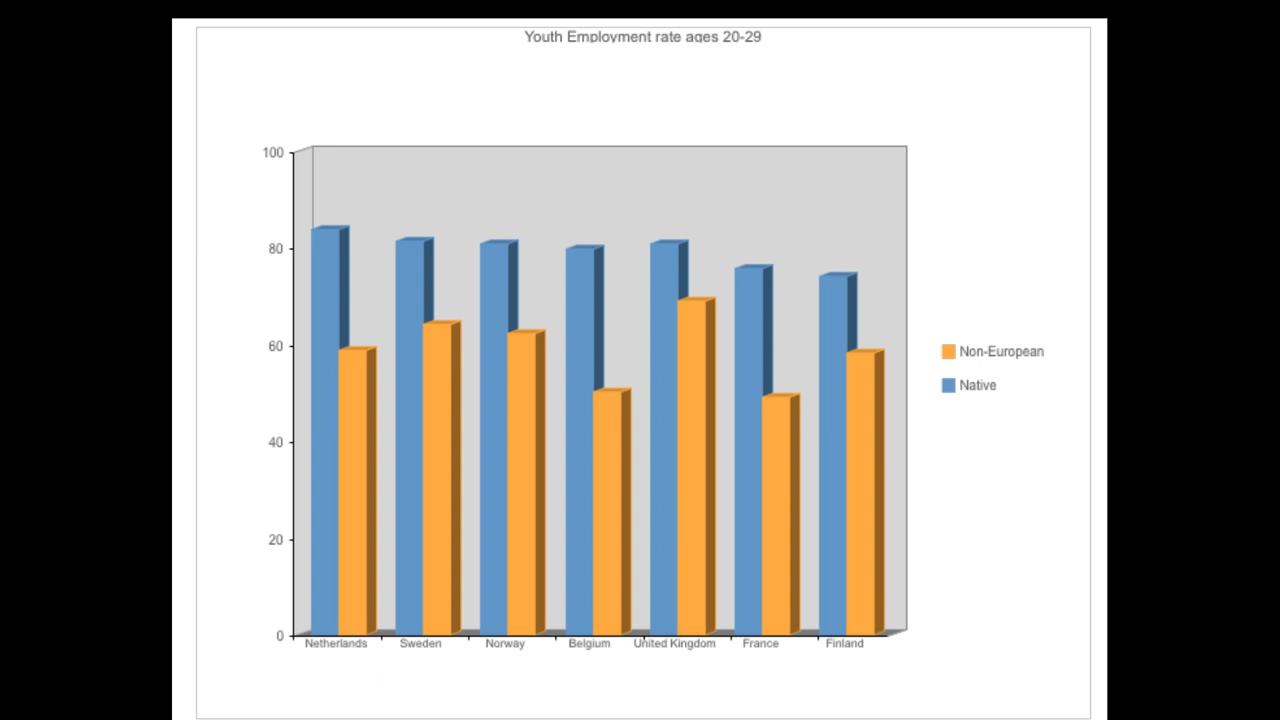 Youth Employment rate ages 20-29
100
80
60
40
20
0
Netherlands Sweden Norway Belgium United Kingdom France Finland
Non-European
Native